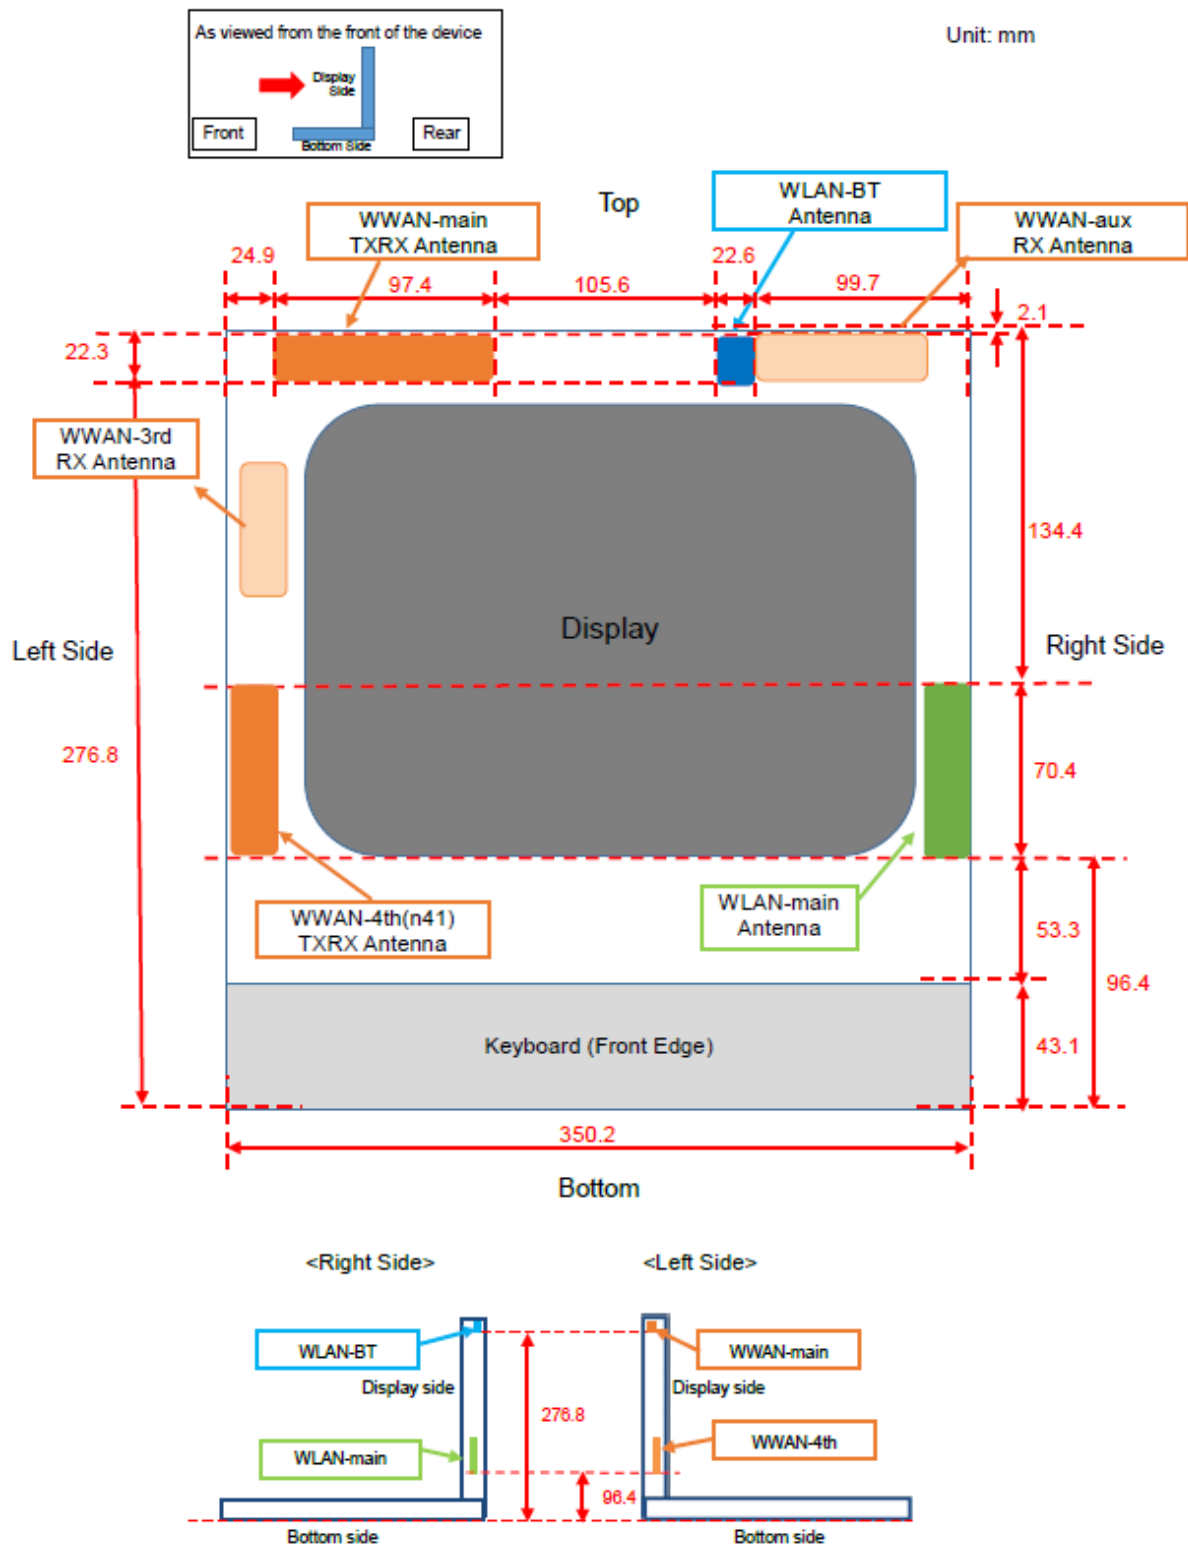 As viewed from the front of the device
Unit: mm
Display
Side
Front
Rear
Bottom Side
Top
WWAN-main
TXRX Antenna
WLAN-BT
Antenna
WWAN-aux
RX Antenna
24.9
97.4
105.6
22.6
99.7
2.1
22.3
WWAN-3rd
RX Antenna
134.4
Display
Left Side
Right Side
276.8
70.4
WWAN-4th(n41)
TXRX Antenna
WLAN-main
Antenna
53.3
96.4
Keyboard (Front Edge)
43.1
350.2
Bottom
<Right Side>
<Left Side>
WLAN-BT
WWAN-main
Display side
Display side
276.8
WLAN-main
WWAN-4th
96.4
Bottom side
Bottom side